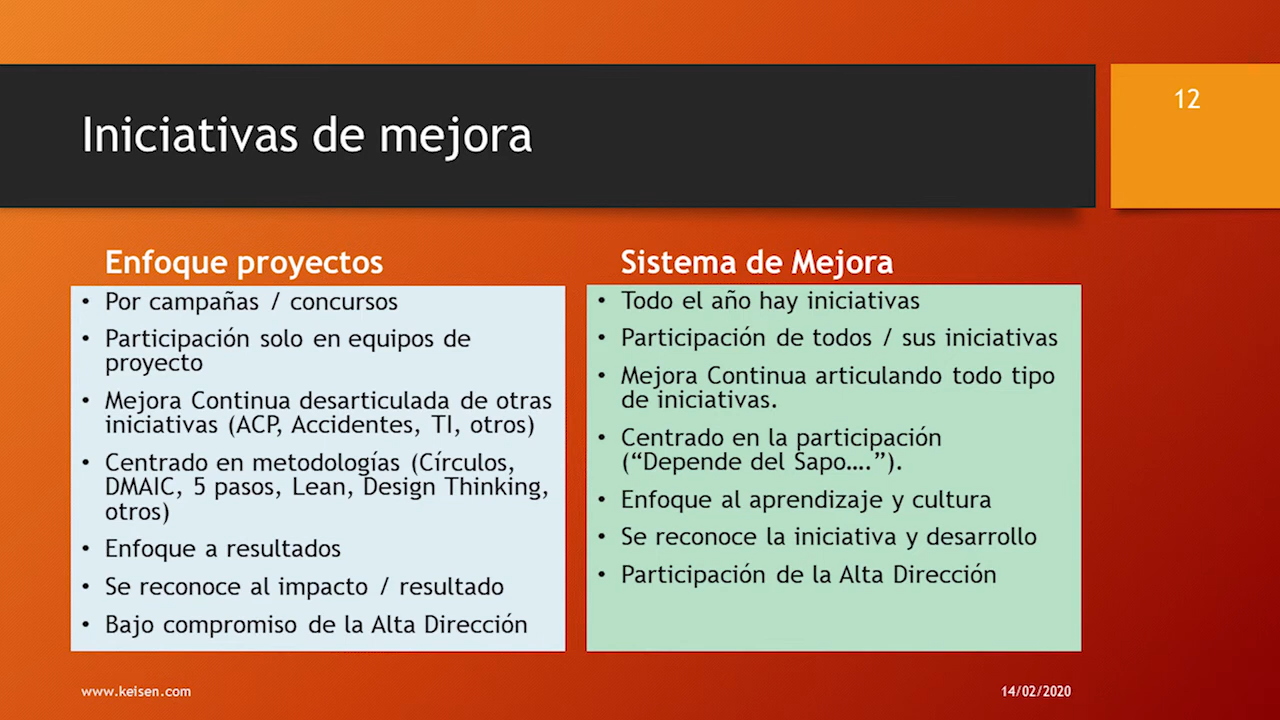 Iniciativas de mejora
12
Enfoque proyectos
• Por campañas / concursos
• Participación solo en equipos de
proyecto
• Mejora Continua desarticulada de otras
iniciativas (ACP, Accidentes, TI, otros)
• Centrado en metodologías (Círculos,
DMAIC, 5 pasos, Lean, Design Thinking,
otros)
• Enfoque a resultados
• Se reconoce al impacto / resultado
• Bajo compromiso de la Alta Dirección
Sistema de Mejora
• Todo el año hay iniciativas
• Participación de todos / sus iniciativas
• Mejora Continua articulando todo tipo
de iniciativas.
• Centrado en la participación
(“Depende del Sapo….”).
• Enfoque al aprendizaje y cultura
• Se reconoce la iniciativa y desarrollo
• Participación de la Alta Dirección
www.keisen.com
14/02/2020